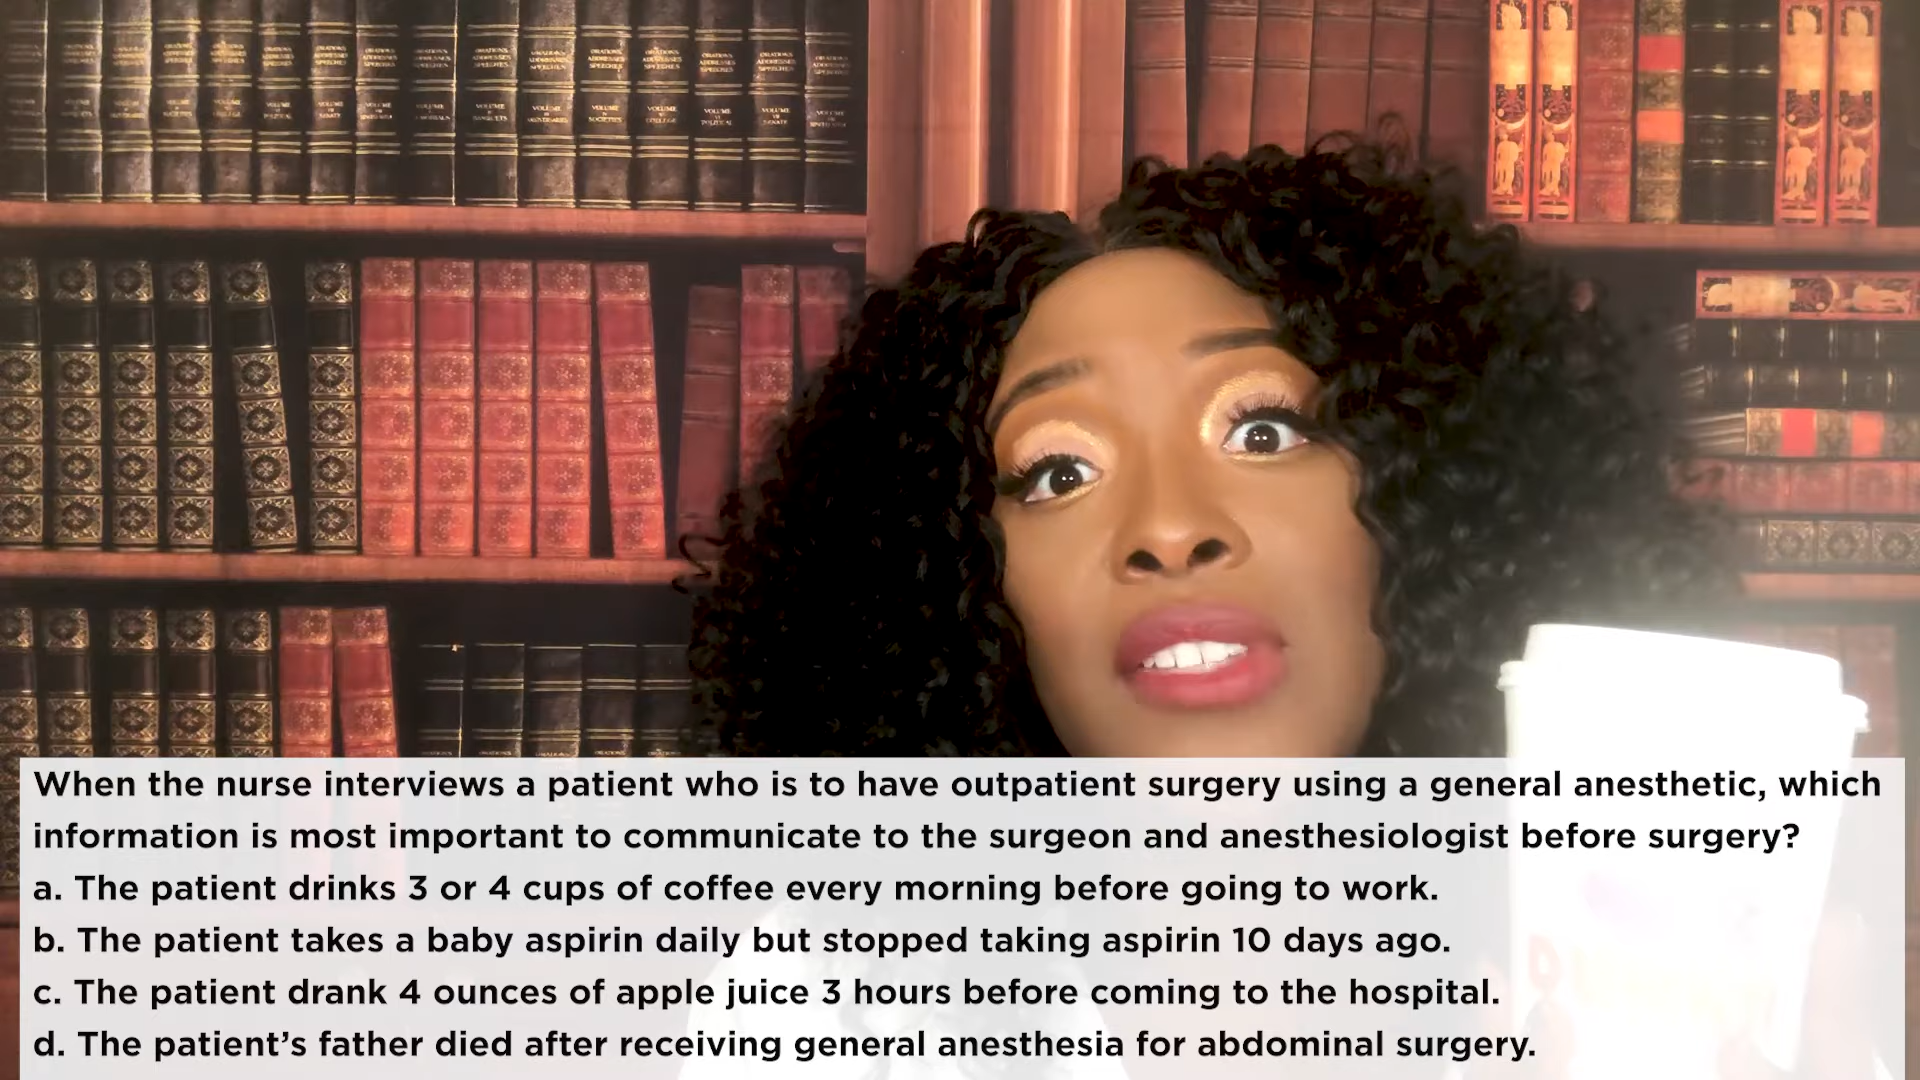 ORATIONS
ADDRESSES
SPEECHES
VOLUME
When the nurse interviews a patient who is to have outpatient surgery using a general anesthetic, which
information is most important to communicate to the surgeon and anesthesiologist before surgery?
a. The patient drinks 3 or 4 cups of coffee every morning before going to work.
b. The patient takes a baby aspirin daily but stopped taking aspirin 10 days ago.
c. The patient drank 4 ounces of apple juice 3 hours before coming to the hospital.
d. The patient’s father died after receiving general anesthesia for abdominal surgery.